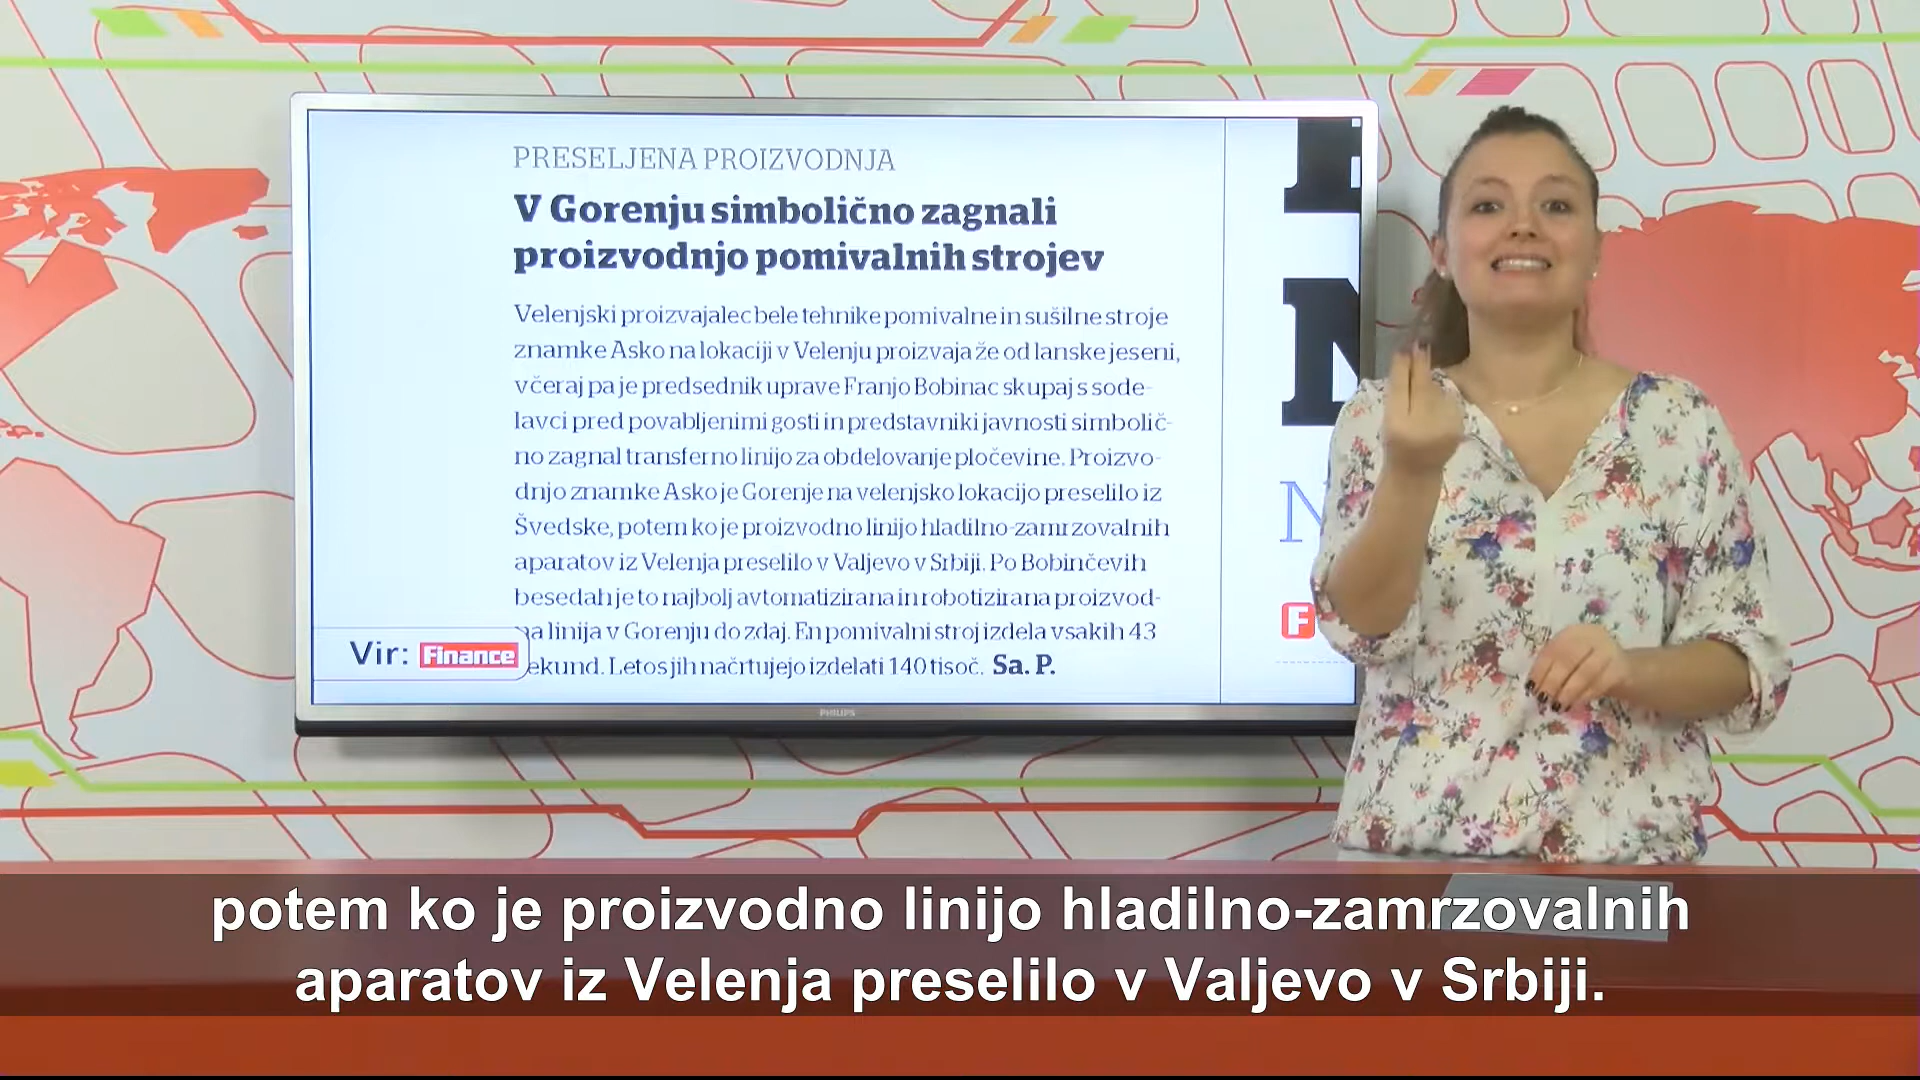 PRESELJENA PROIZVODNJA
V Gorenju simbolično zagnali
proizvodnjo pomivalnih strojev
Velenjski proizvajalec bele tehnike pomivalne in sušilne stroje
znamke Asko na lokaciji v Velenju proizvaja že od lanske jeseni,
včeraj pa je predsednik uprave Franjo Bobinac skupaj s sode-
lavci pred povabljenimi gosti in predstavniki javnosti simbolič-
no zagnal transferno linijo za obdelovanje pločevine. Proizvo-
dnjo znamke Asko je Gorenje na velenjsko lokacijo preselilo iz
Švedske, potem ko je proizvodno linijo hladilno-zamrzovalnih
aparatov iz Velenja preselilo v Valjevo v Srbiji. Po Bobinčevih
besedah je to najbolj avtomatizirana in robotizirana proizvod-
na linija v Gorenju do zdaj. En pomivalni stroj izdela vsakih 43
ekund. Letos jih načrtujejo izdelati 140 tisoč. Sa. P.
Vir: Finance
N
N
F
PHILIPS
potem ko je proizvodno linijo hladilno-zamrzovalnih
aparatov iz Velenja preselilo v Valjevo v Srbiji.